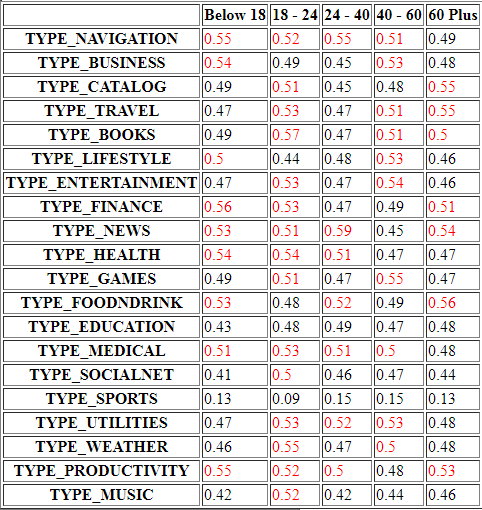 Below 18 18 - 24 24 - 40 40 - 60 60 Plus
TYPE_NAVIGATION 0.55 0.52 0.55 0.51 0.49
TYPE_BUSINESS 0.54 0.49 0.45 0.53 0.48
TYPE_CATALOG 0.49 0.51 0.45 0.48 0.55
TYPE_TRAVEL 0.47 0.53 0.47 0.51 0.55
TYPE_BOOKS 0.49 0.57 0.47 0.51 0.5
TYPE_LIFESTYLE 0.5 0.44 0.48 0.53 0.46
TYPE_ENTERTAINMENT 0.47 0.53 0.47 0.54 0.46
TYPE_FINANCE 0.56 0.53 0.47 0.49 0.51
TYPE_NEWS 0.53 0.51 0.59 0.45 0.54
TYPE_HEALTH 0.54 0.54 0.51 0.47 0.47
TYPE_GAMES 0.49 0.51 0.47 0.55 0.47
TYPE_FOODNDRINK 0.53 0.48 0.52 0.49 0.56
TYPE_EDUCATION 0.43 0.48 0.49 0.47 0.48
TYPE_MEDICAL 0.51 0.53 0.51 0.5 0.48
TYPE_SOCIALNET 0.41 0.5 0.46 0.47 0.44
TYPE_SPORTS 0.13 0.09 0.15 0.15 0.13
TYPE_UTILITIES 0.47 0.53 0.52 0.53 0.48
TYPE_WEATHER 0.46 0.55 0.47 0.5 0.48
TYPE_PRODUCTIVITY 0.55 0.52 0.5 0.48 0.53
TYPE_MUSIC 0.42 0.52 0.42 0.44 0.46